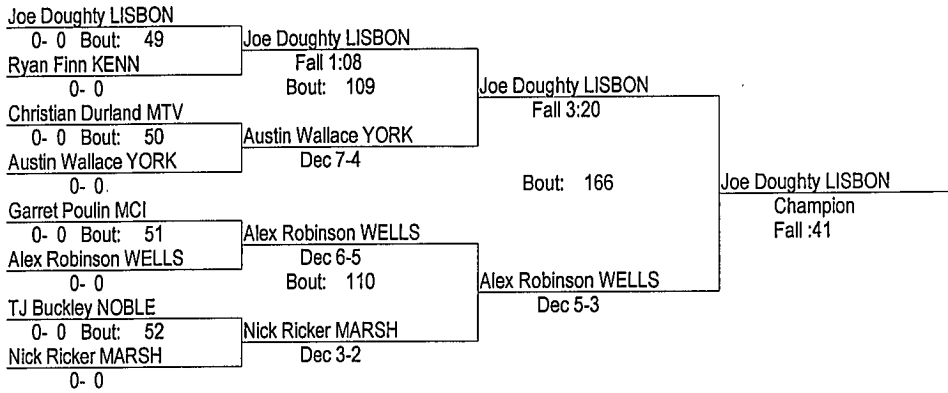 Joe Doughty LISBON
0- 0 Bout: 49
Ryan Finn KENN
0- 0
Christian Durland MTV
0- 0 Bout: 50
Austin Wallace YORK
0- 0
Garret Poulin MCI
0- 0 Bout: 51
Alex Robinson WELLS
0- 0
TJ Buckley NOBLE
0- 0 Bout: 52
Nick Ricker MARSH
0- 0
Joe Doughty LISBON
Fall 1:08
Bout: 109
Austin Wallace YORK
Dec 7-4
Alex Robinson WELLS
Dec 6-5
Bout: 110
Nick Ricker MARSH
Dec 3-2
Joe Doughty LISBON
Fall 3:20
Bout: 166
Alex Robinson WELLS
Dec 5-3
Joe Doughty LISBON
Champion
Fall :41